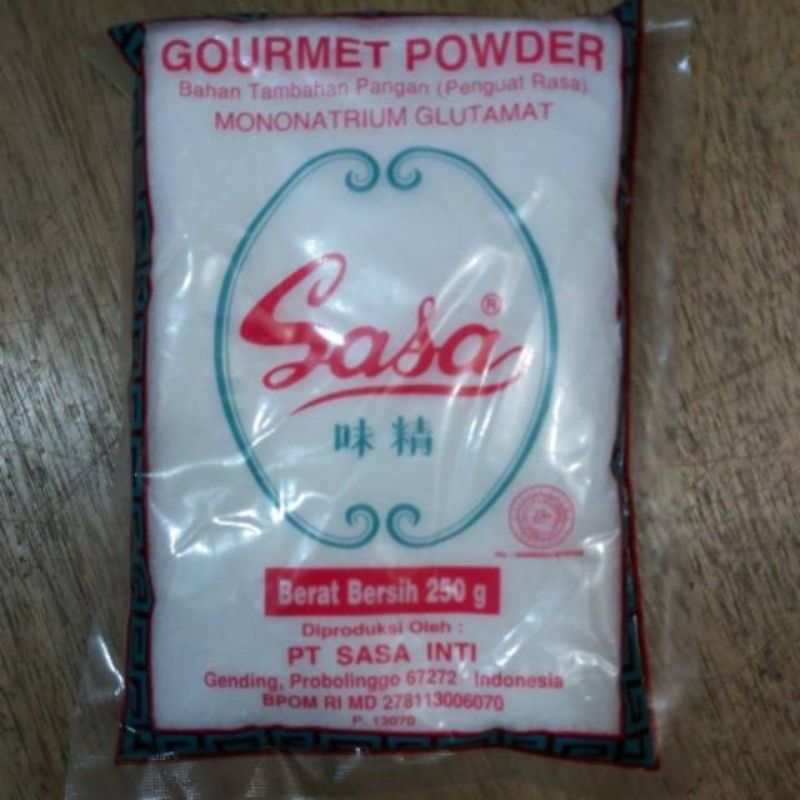 GOURMET POWDER
Bahan Tambahan Pangan (Penguat Rasa)
MONONATRIUM GLUTAMAT
Sasa®
味精
Berat Bersih 250 g
Diproduksi Oleh :
PT SASA INTI
Gending, Probolinggo 67272 - Indonesia
BPOM RI MD 278113006070
P. 13070